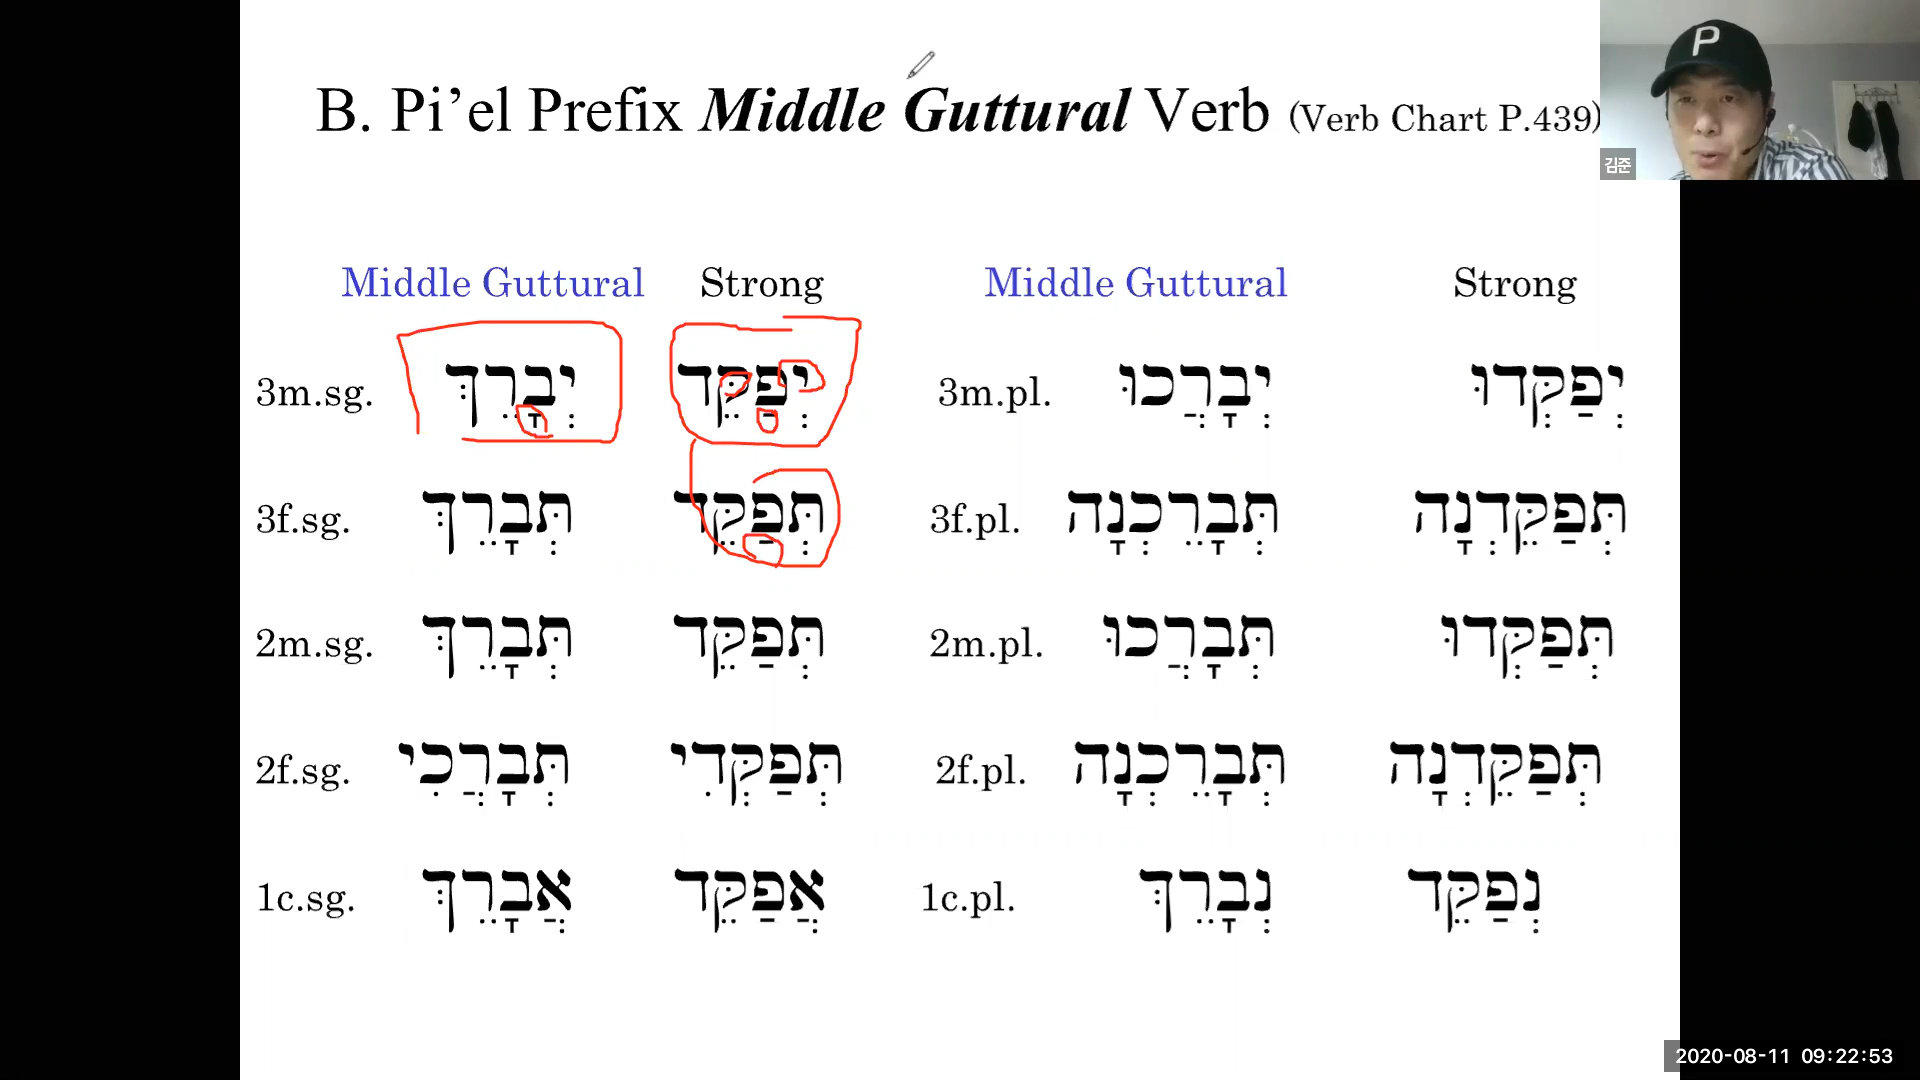 B. Pi’el Prefix Middle Guttural Verb (Verb Chart P.439)
P
김준
Middle Guttural Strong Middle Guttural Strong
3m.sg. יְבָרֵךְ יְפַקֵּד 3m.pl. יְבָרֲכוּ יְפַקְּדוּ
3f.sg. תְּבָרֵךְ תְּפַקֵּד 3f.pl. תְּבָרֵכְנָה תְּפַקֵּדְנָה
2m.sg. תְּבָרֵךְ תְּפַקֵּד 2m.pl. תְּבָרֲכוּ תְּפַקְּדוּ
2f.sg. תְּבָרֲכִי תְּפַקְּדִי 2f.pl. תְּבָרֵכְנָה תְּפַקֵּדְנָה
1c.sg. אֲבָרֵךְ אֲפַקֵּד 1c.pl. נְבָרֵךְ נְפַקֵּד
2020-08-11 09:22:53